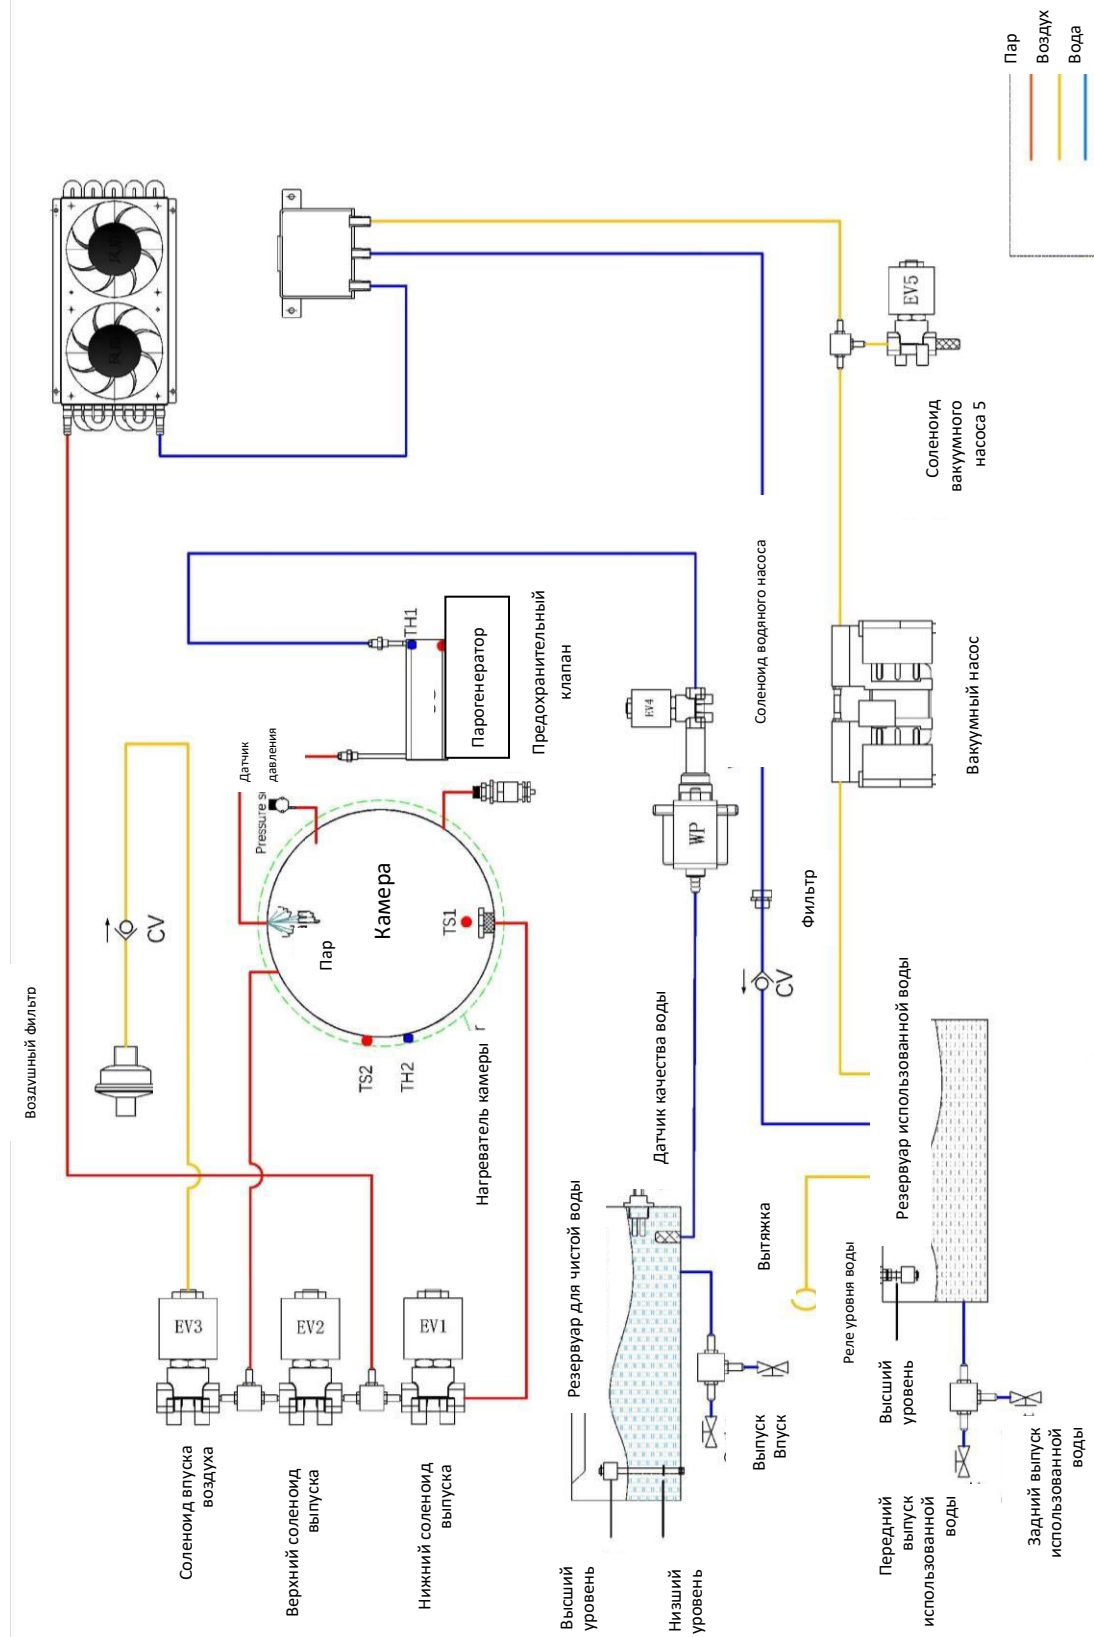 Пар
Воздух
Вода
EV5
Соленоид
вакуумного
насоса 5
Соленоид водяного насоса
TH1
Парогенератор
Предохранительный
клапан
EV4
Вакуумный насос
Датчик
давления
Pressure s
WP
Фильтр
CV
Камера
TS1
Пар
CV
Воздушный фильтр
TS2
TH2
Нагреватель камеры
Датчик качества воды
Резервуар использованной воды
Резервуар для чистой воды
Вытяжка
Реле уровня воды
EV3
EV2
EV1
Высший
уровень
Выпуск
Впуск
Соленоид впуска
воздуха
Верхний соленоид
выпуска
Нижний соленоид
выпуска
Высший
уровень
Низший
уровень
Передний
выпуск
использованной
воды
Задний выпуск
использованной
воды